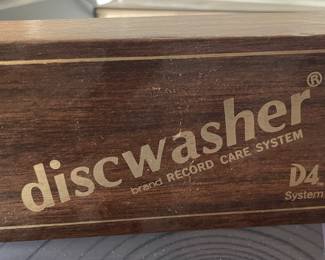 discwasher®
brand RECORD CARE SYSTEM
D4
System